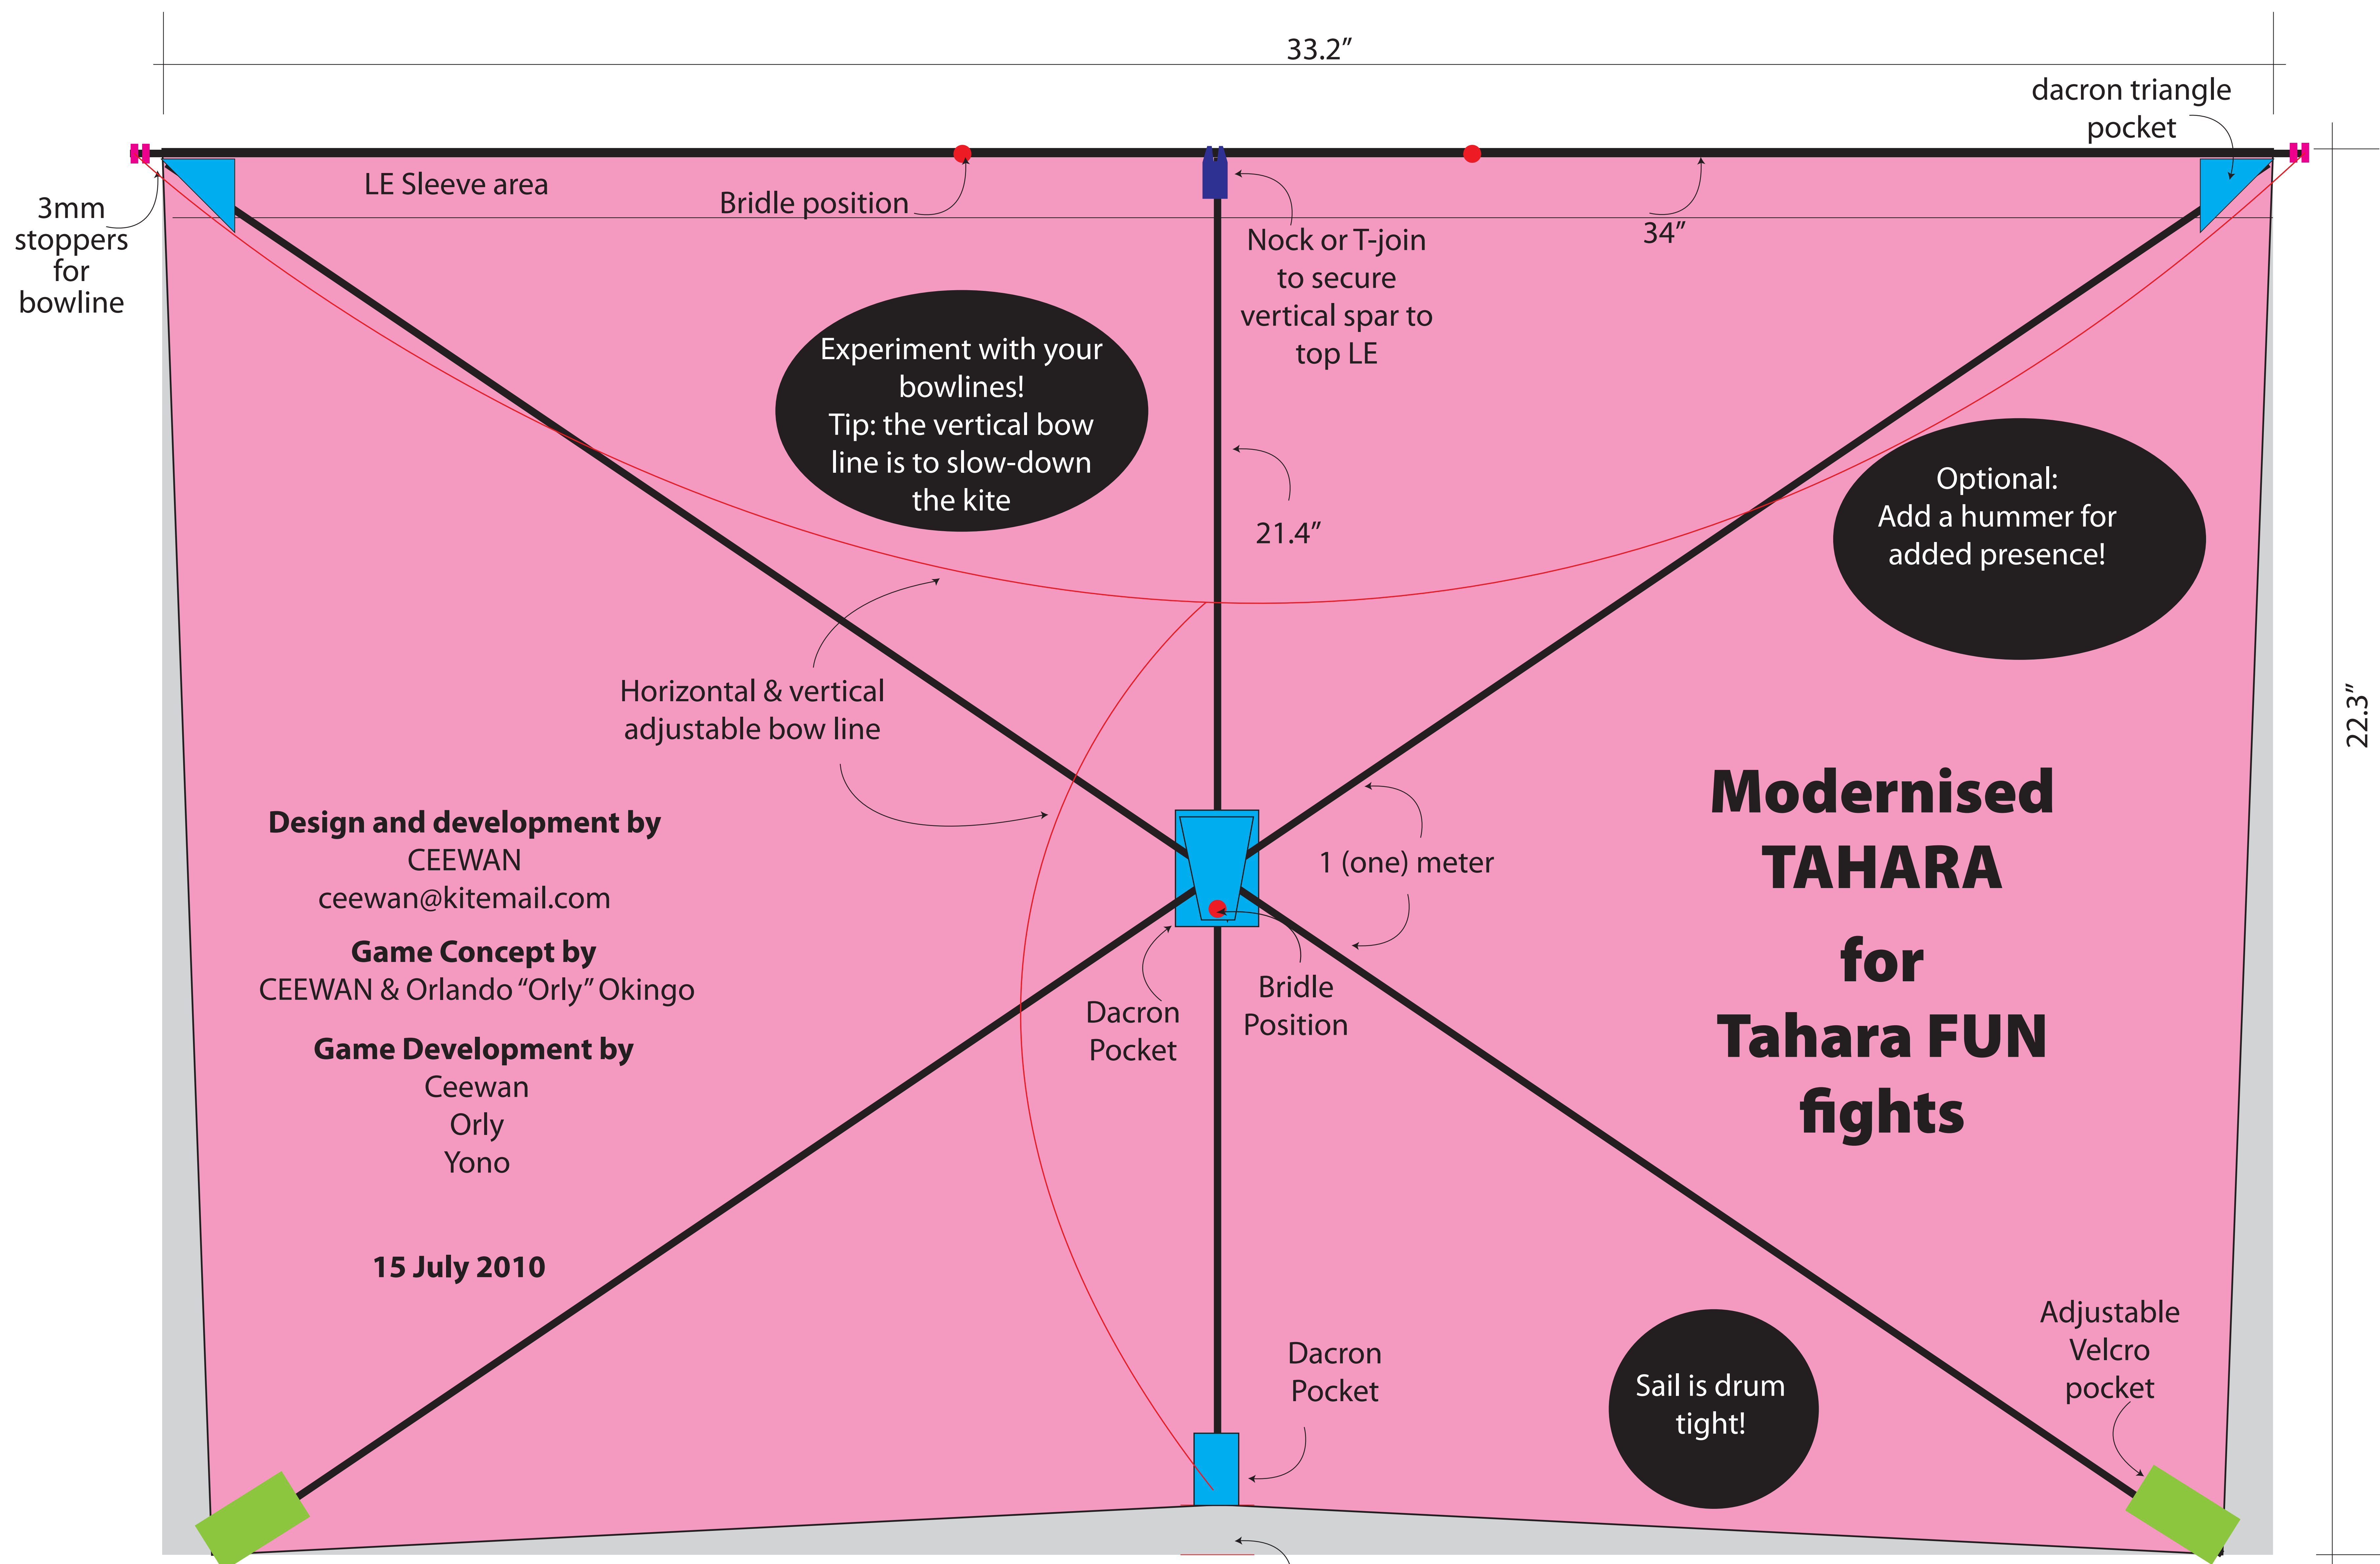 33.2”
dacron triangle
pocket
LE Sleeve area
Bridle position
3mm
stoppers
for
bowline
34”
Nock or T-join
to secure
vertical spar to
top LE
Experiment with your
bowlines!
Tip: the vertical bow
line is to slow-down
the kite
Optional:
Add a hummer for
added presence!
21.4”
Horizontal & vertical
adjustable bow line
22.3”
Design and development by
CEEWAN
ceewan@kitemail.com
Game Concept by
CEEWAN & Orlando “Orly” Okingo
Game Development by
Ceewan
Orly
Yono
15 July 2010
1 (one) meter
Dacron
Pocket
Bridle
Position
Modernised
TAHARA
for
Tahara FUN
fights
Dacron
Pocket
Sail is drum
tight!
Adjustable
Velcro
pocket